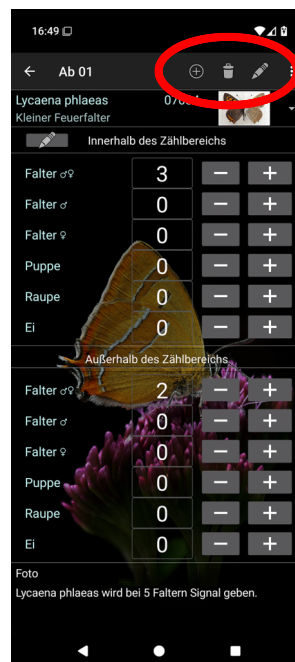 16:49
Ab 01
Lycaena phlaeas
Kleiner Feuerfalter
Innerhalb des Zählbereichs
Falter ♂♀ 3 − +
Falter ♂ 0 − +
Falter ♀ 0 − +
Puppe 0 − +
Raupe 0 − +
Ei 0 − +
Außerhalb des Zählbereichs
Falter ♂♀ 2 − +
Falter ♂ 0 − +
Falter ♀ 0 − +
Puppe 0 − +
Raupe 0 − +
Ei 0 − +
Foto
Lycaena phlaeas wird bei 5 Faltern Signal geben.